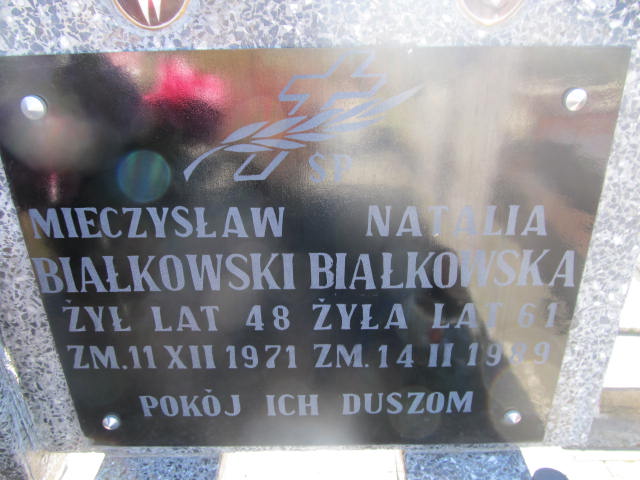 ŚP
MIECZYSŁAW NATALIA
BIAŁKOWSKI BIAŁKOWSKA
ŻYŁ LAT 48 ŻYŁA LAT 61
ZM. 11 XII 1971 ZM. 14 II 1989
POKÓJ ICH DUSZOM